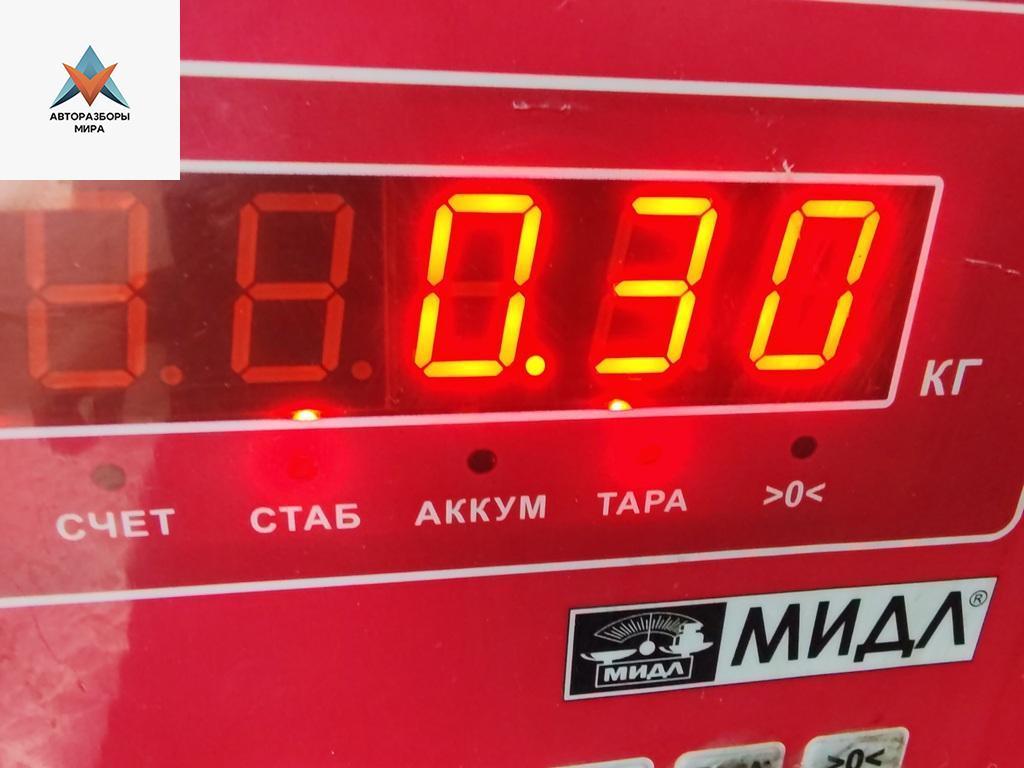 АВТОРАЗБОРЫ
МИРА
0.30
КГ
СЧЕТ СТАБ АККУМ ТАРА >0<
МИДЛ МИДЛ®
>0<